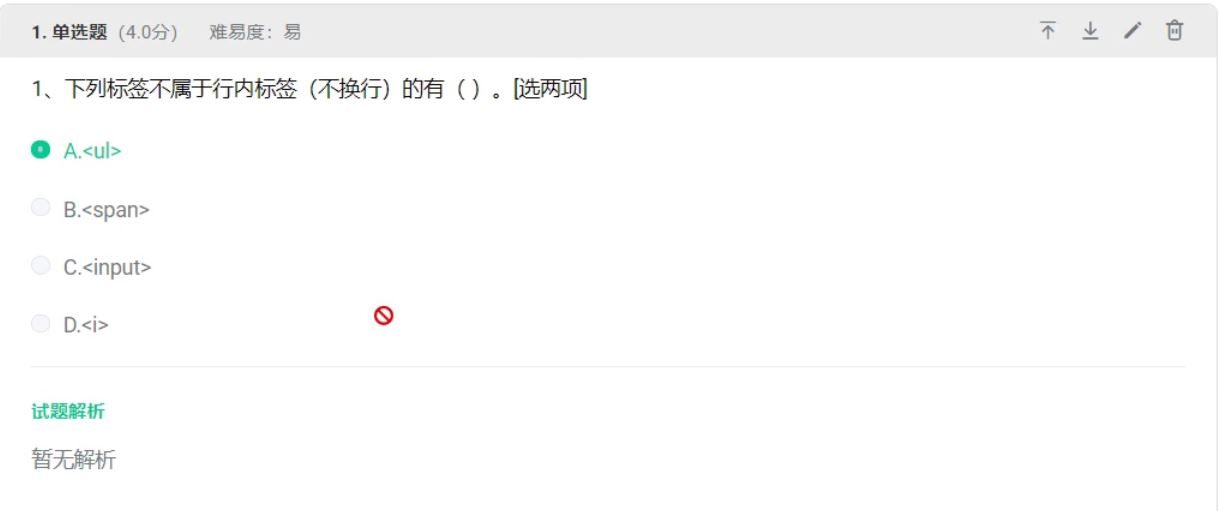 1. 单选题 (4.0分) 难易度：易
1、下列标签不属于行内标签（不换行）的有（ ）。[选两项]
A.<ul>
B.<span>
C.<input>
D.<i>
试题解析
暂无解析